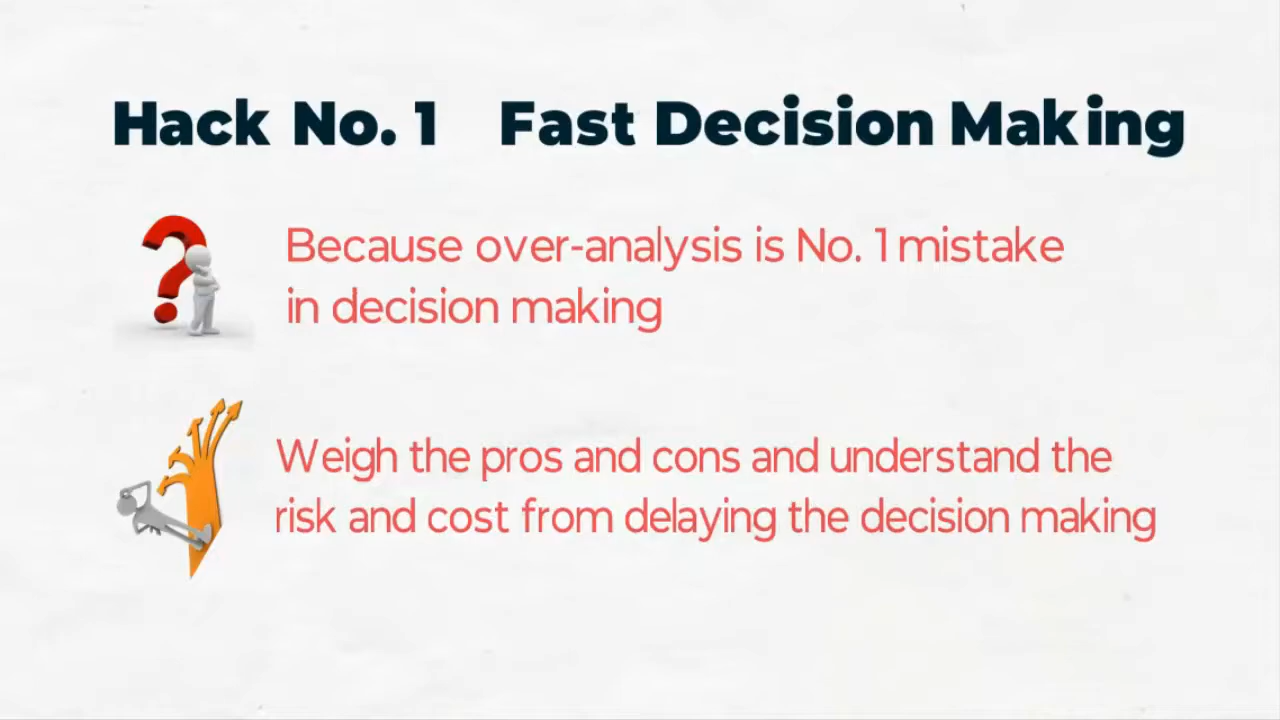 Hack No. 1 Fast Decision Making
Because over-analysis is No. 1 mistake
in decision making
Weigh the pros and cons and understand the
risk and cost from delaying the decision making